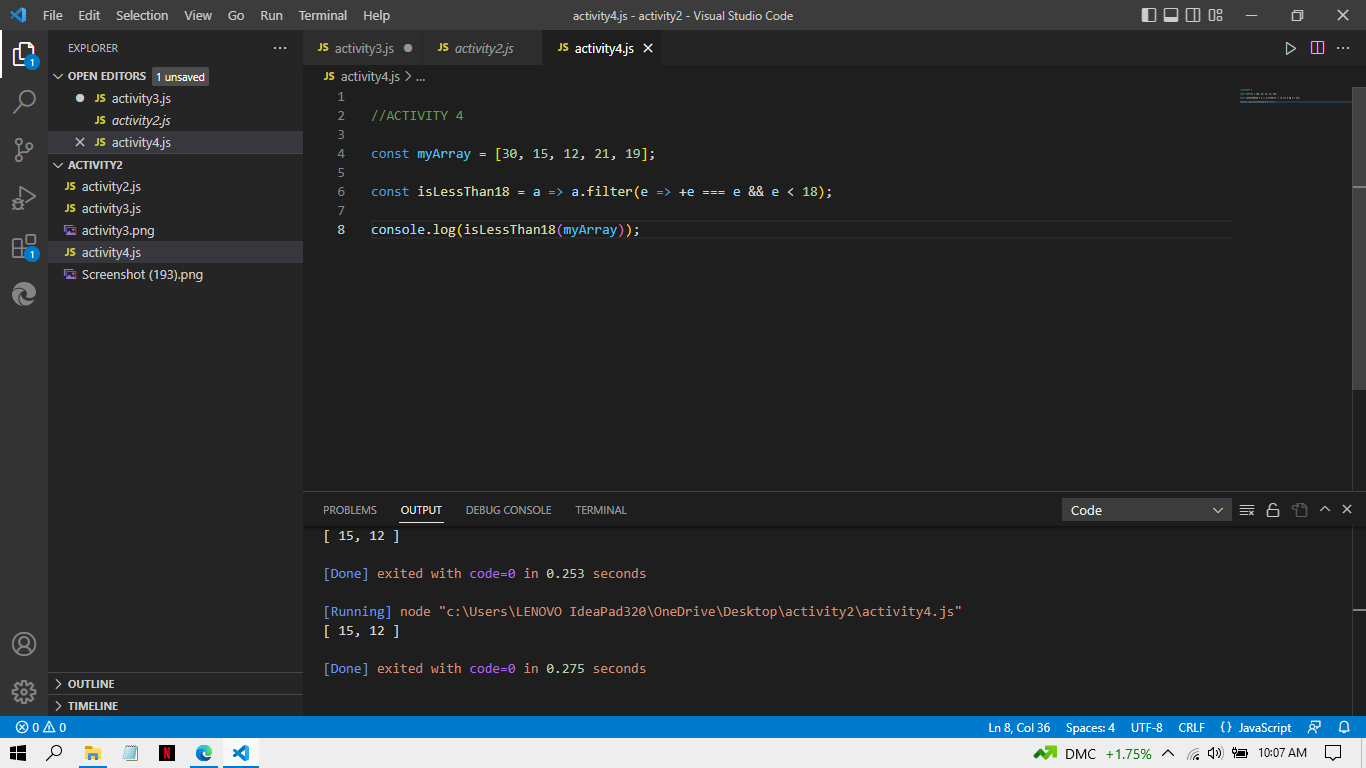 File Edit Selection View Go Run Terminal Help
activity4.js - activity2 - Visual Studio Code
EXPLORER
OPEN EDITORS 1 unsaved
JS activity3.js
JS activity2.js
JS activity4.js
ACTIVITY2
JS activity2.js
JS activity3.js
activity3.png
JS activity4.js
Screenshot (193).png
OUTLINE
TIMELINE
1
1
JS activity3.js JS activity2.js JS activity4.js
JS activity4.js > ...
1
2 //ACTIVITY 4
3
4 const myArray = [30, 15, 12, 21, 19];
5
6 const isLessThan18 = a => a.filter(e => +e === e && e < 18);
7
8 console.log(isLessThan18(myArray));
PROBLEMS OUTPUT DEBUG CONSOLE TERMINAL
Code
[ 15, 12 ]
[Done] exited with code=0 in 0.253 seconds
[Running] node "c:\Users\LENOVO IdeaPad320\OneDrive\Desktop\activity2\activity4.js"
[ 15, 12 ]
[Done] exited with code=0 in 0.275 seconds
0 0
Ln 8, Col 36 Spaces: 4 UTF-8 CRLF {} JavaScript
N
DMC +1.75% 10:07 AM